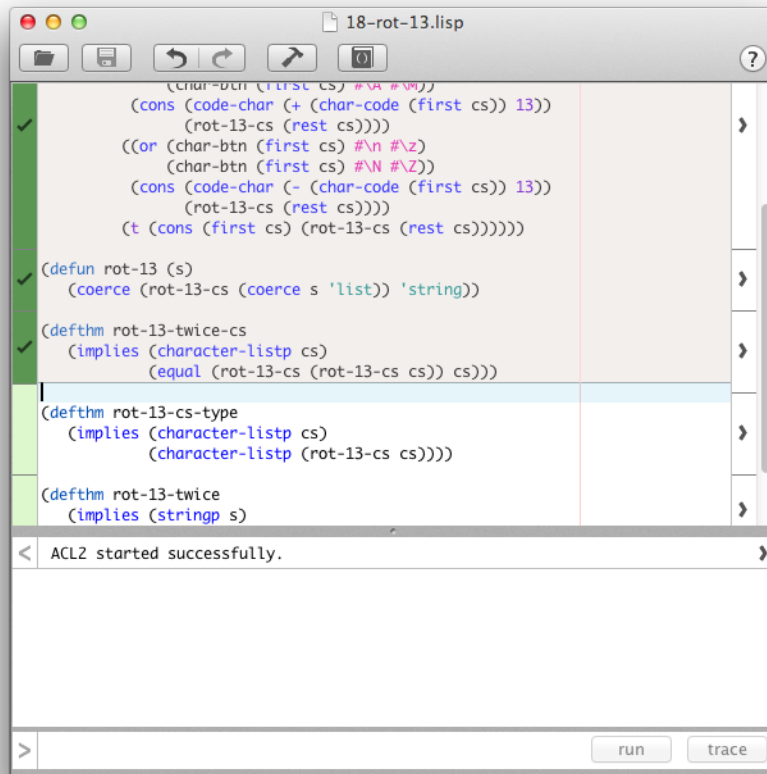 18-rot-13.lisp
?
(char-btn (first cs) #\A #\M))
(cons (code-char (+ (char-code (first cs)) 13))
(rot-13-cs (rest cs))))
((or (char-btn (first cs) #\n #\z)
(char-btn (first cs) #\N #\Z))
(cons (code-char (- (char-code (first cs)) 13))
(rot-13-cs (rest cs))))
(t (cons (first cs) (rot-13-cs (rest cs))))))
(defun rot-13 (s)
(coerce (rot-13-cs (coerce s 'list)) 'string))
(defthm rot-13-twice-cs
(implies (character-listp cs)
(equal (rot-13-cs (rot-13-cs cs)) cs)))
(defthm rot-13-cs-type
(implies (character-listp cs)
(character-listp (rot-13-cs cs))))
(defthm rot-13-twice
(implies (stringp s)
< ACL2 started successfully.
>
run trace